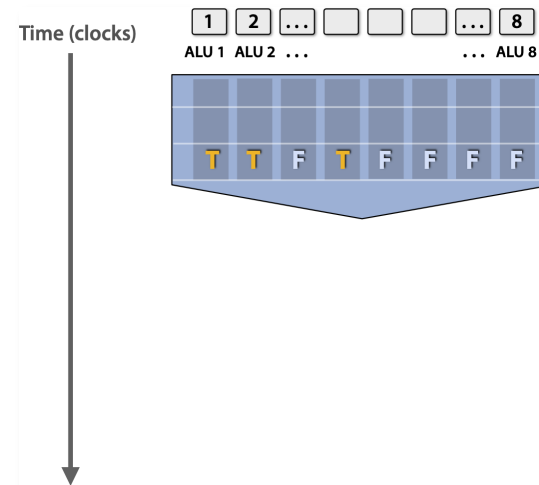 Time (clocks)
1 2 ... ... 8
ALU 1 ALU 2 ... ... ALU 8
T T F T F F F F